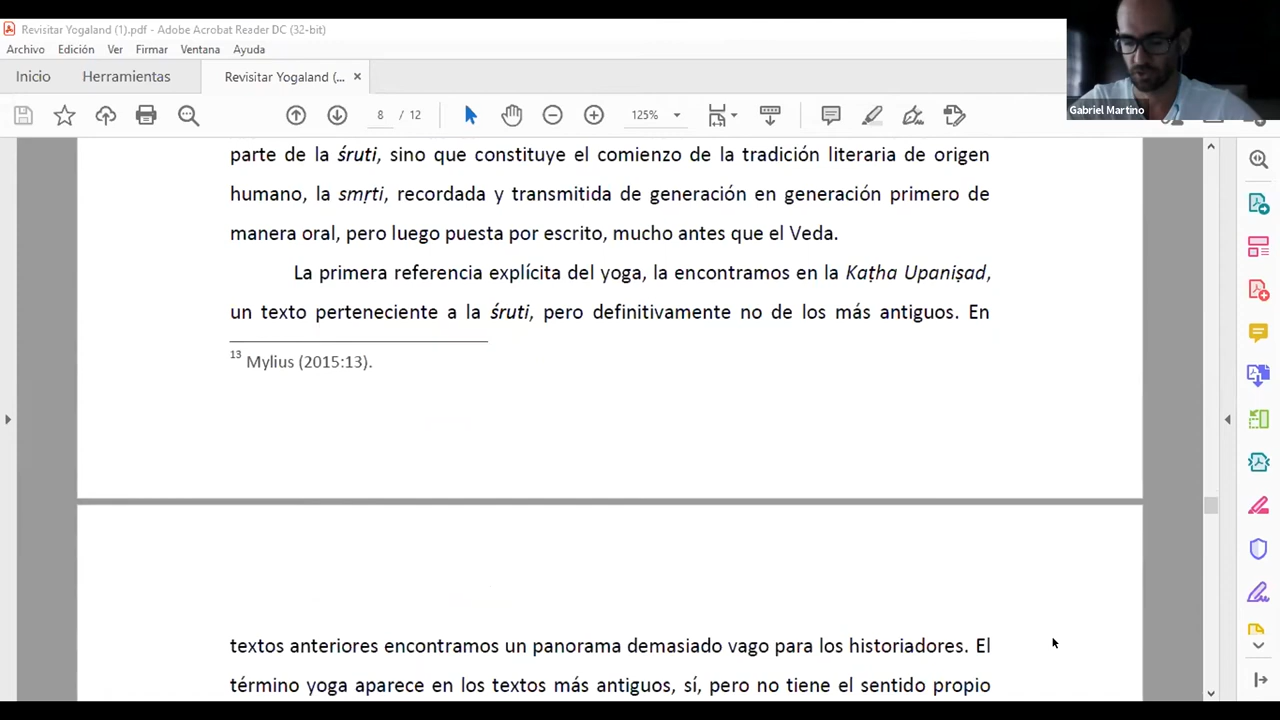 Revisitar Yogaland (1).pdf - Adobe Acrobat Reader DC (32-bit)
Archivo Edición Ver Firmar Ventana Ayuda
Inicio Herramientas Revisitar Yogaland (... ×
8 / 12 125%
Gabriel Martino
parte de la śruti, sino que constituye el comienzo de la tradición literaria de origen
humano, la smṛti, recordada y transmitida de generación en generación primero de
manera oral, pero luego puesta por escrito, mucho antes que el Veda.
La primera referencia explícita del yoga, la encontramos en la Kaṭha Upaniṣad,
un texto perteneciente a la śruti, pero definitivamente no de los más antiguos. En
13 Mylius (2015:13).
textos anteriores encontramos un panorama demasiado vago para los historiadores. El
término yoga aparece en los textos más antiguos, sí, pero no tiene el sentido propio